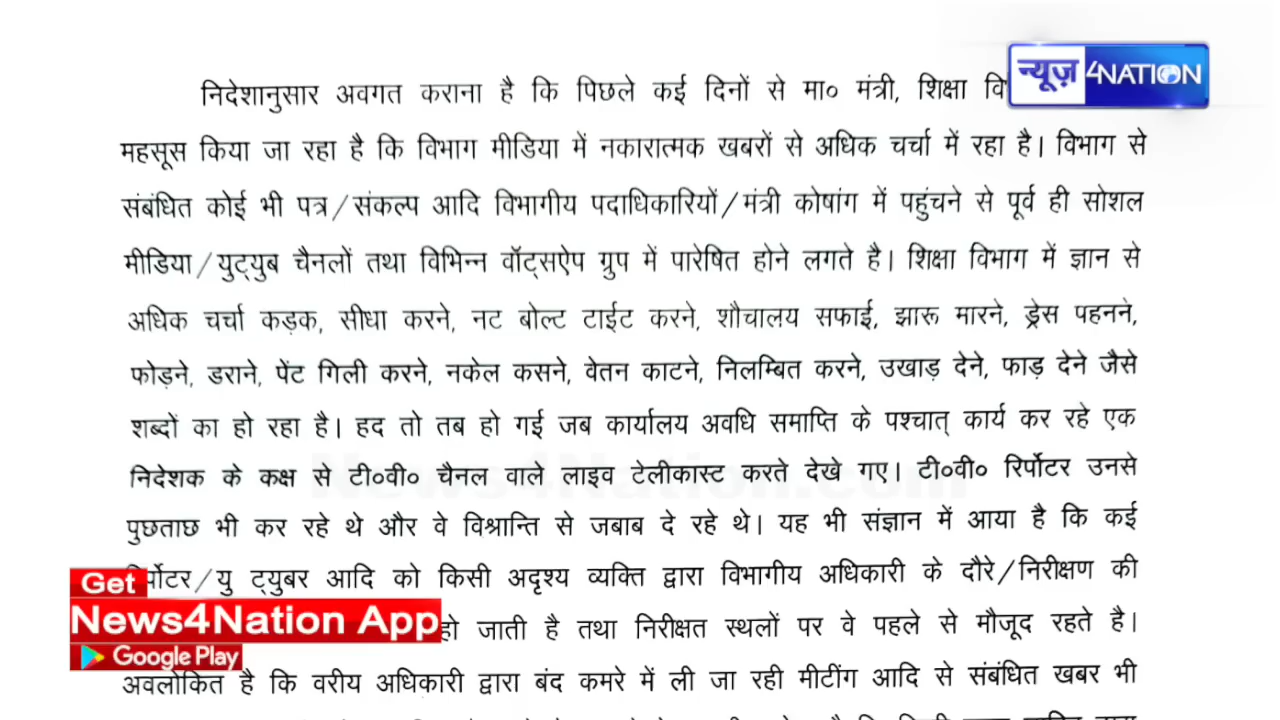 न्यूज़ 4NATION
निदेशानुसार अवगत कराना है कि पिछले कई दिनों से मा० मंत्री, शिक्षा
महसूस किया जा रहा है कि विभाग मीडिया में नकारात्मक खबरों से अधिक चर्चा में रहा है। विभाग से
संबंधित कोई भी पत्र/संकल्प आदि विभागीय पदाधिकारियों/मंत्री कोषांग में पहुंचने से पूर्व ही सोशल
मीडिया/युट्युब चैनलों तथा विभिन्न वॉट्सऐप ग्रुप में पारेषित होने लगते है। शिक्षा विभाग में ज्ञान से
अधिक चर्चा कड़क, सीधा करने, नट बोल्ट टाईट करने, शौचालय सफाई, झारू मारने, ड्रेस पहनने,
फोड़ने, डराने, पेंट गिली करने, नकेल कसने, वेतन काटने, निलम्बित करने, उखाड़ देने, फाड़ देने जैसे
शब्दों का हो रहा है। हद तो तब हो गई जब कार्यालय अवधि समाप्ति के पश्चात् कार्य कर रहे एक
निदेशक के कक्ष से टी०वी० चैनल वाले लाइव टेलीकास्ट करते देखे गए। टी०वी० रिर्पोटर उनसे
News4Nation.com
पुछताछ भी कर रहे थे और वे विश्रान्ति से जबाब दे रहे थे। यह भी संज्ञान में आया है कि कई
रिर्पोटर/यु ट्युबर आदि को किसी अदृश्य व्यक्ति द्वारा विभागीय अधिकारी के दौरे/निरीक्षण की
हो जाती है तथा निरीक्षत स्थलों पर वे पहले से मौजूद रहते है।
अवलोकित है कि वरीय अधिकारी द्वारा बंद कमरे में ली जा रही मीटींग आदि से संबंधित खबर भी
Get
News4Nation App
Google Play